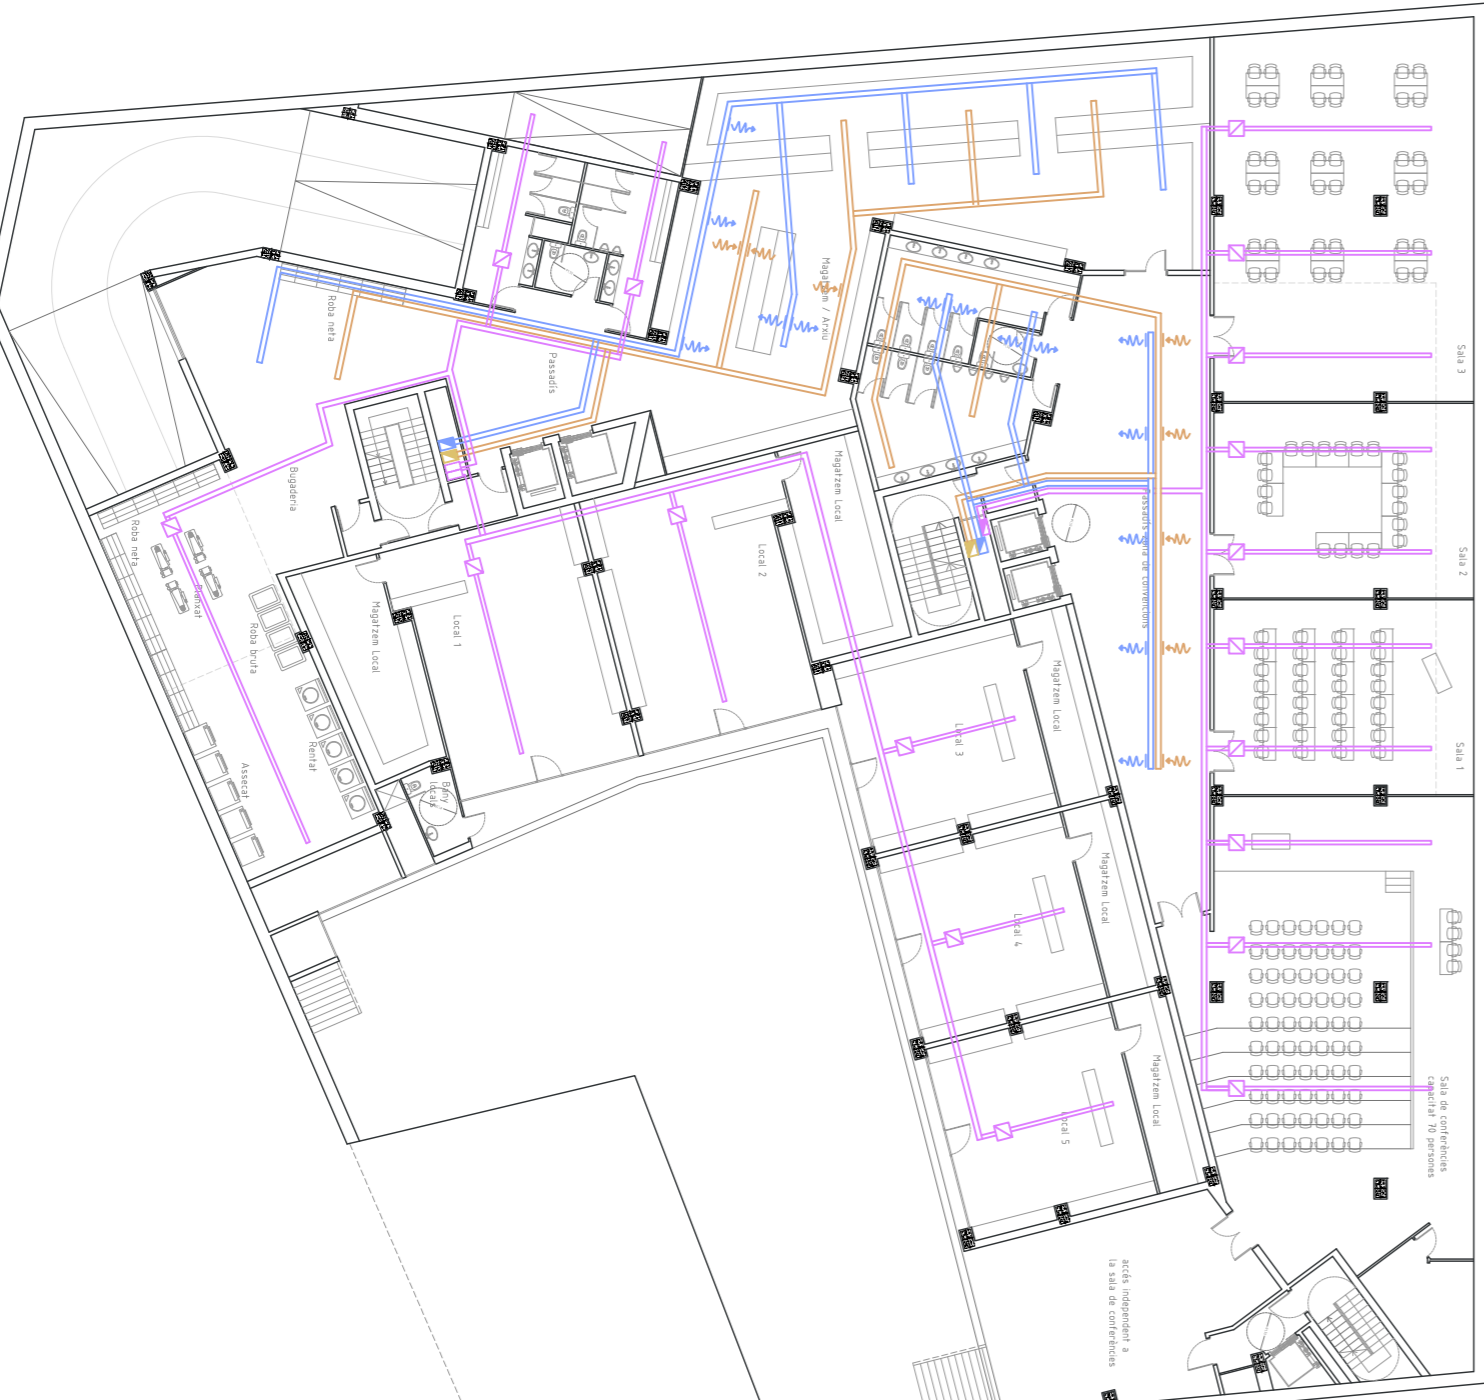 Sala 3
Sala 2
Sala 1
Sala de conferències
capacitat 70 persones
Magatzem / Arxiu
Roba neta
Passadís
Bugaderia
Roba neta
Planxat
Roba bruta
Rentat
Assecat
Magatzem Local
Local 1
Bany
locals
Local 2
Magatzem Local
Passadís zona de convencions
Magatzem Local
Local 3
Magatzem Local
Local 4
Magatzem Local
Local 5
accés independent a
la sala de conferències